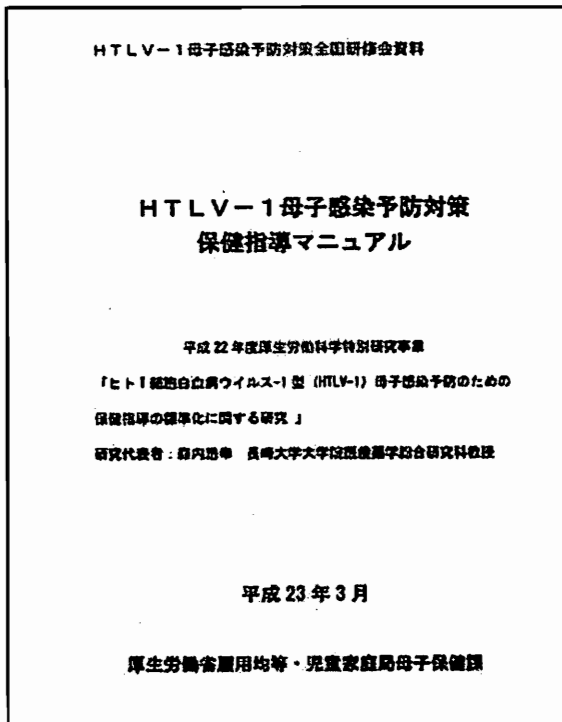 HTLV－1母子感染予防対策全国研修会資料
HTLV－1母子感染予防対策
保健指導マニュアル
平成22年度厚生労働科学特別研究事業
「ヒトT細胞白血病ウイルス-1型（HTLV-1）母子感染予防のための
保健指導の標準化に関する研究 」
研究代表者：森内浩幸　長崎大学大学院医歯薬学総合研究科教授
平成23年3月
厚生労働省雇用均等・児童家庭局母子保健課